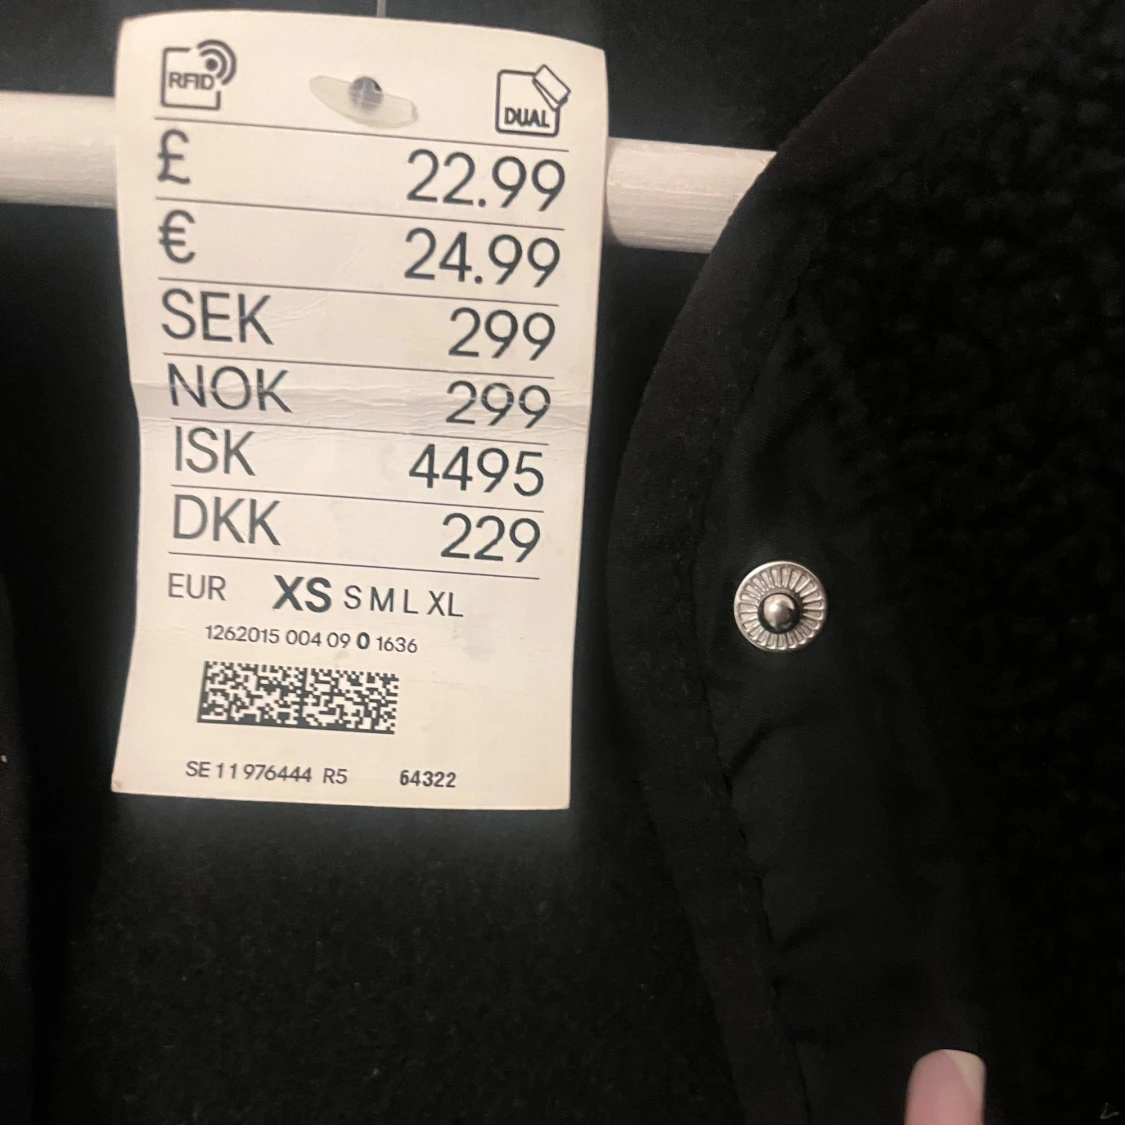 RFID
DUAL
£ 22.99
€ 24.99
SEK 299
NOK 299
ISK 4495
DKK 229
EUR XS S M L XL
1262015 004 09 0 1636
SE 11 976444 R5 64322